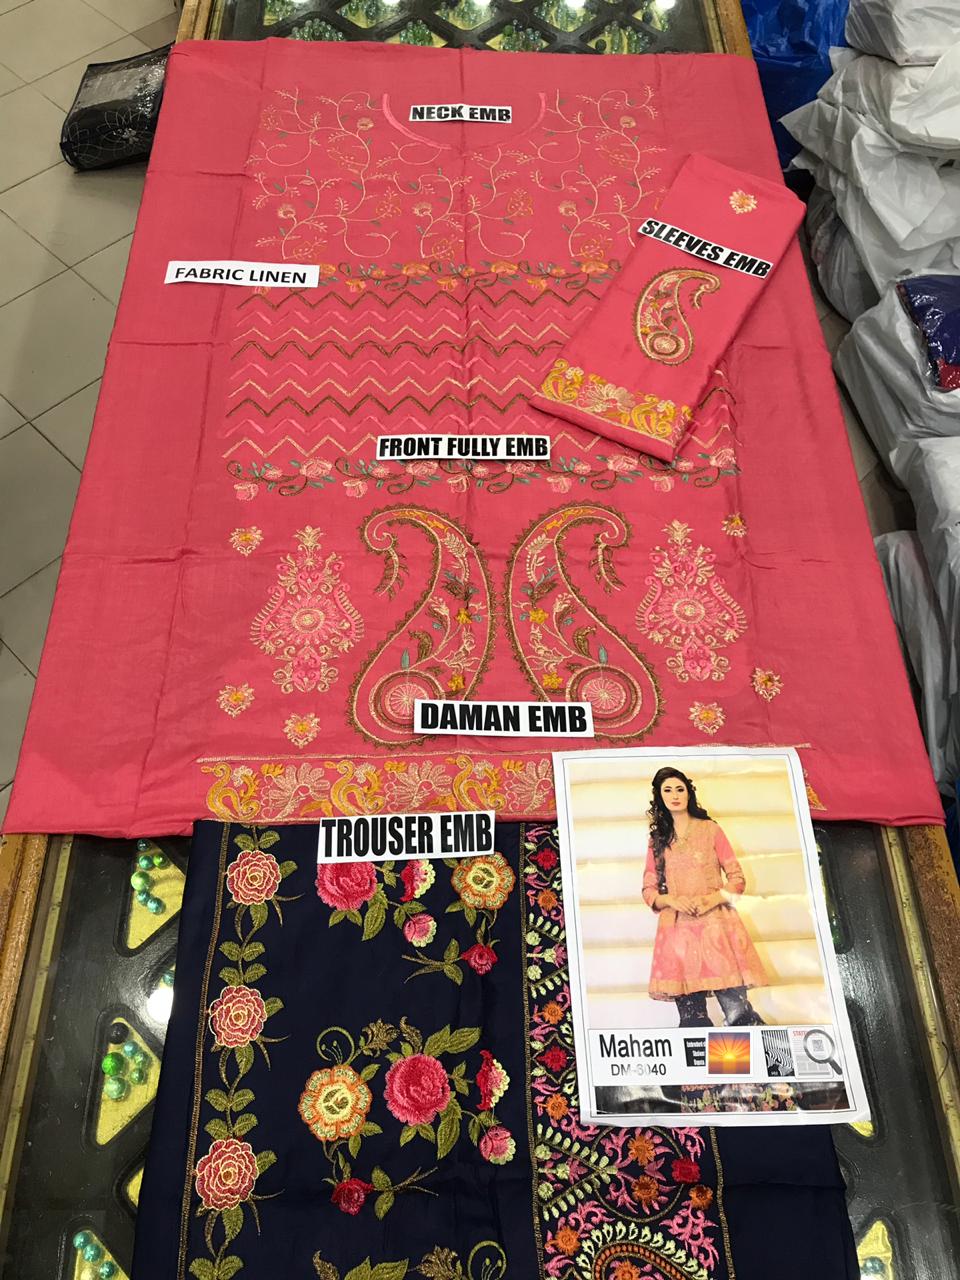 NECK EMB
SLEEVES EMB
FABRIC LINEN
FRONT FULLY EMB
DAMAN EMB
TROUSER EMB
Maham
DM-6040